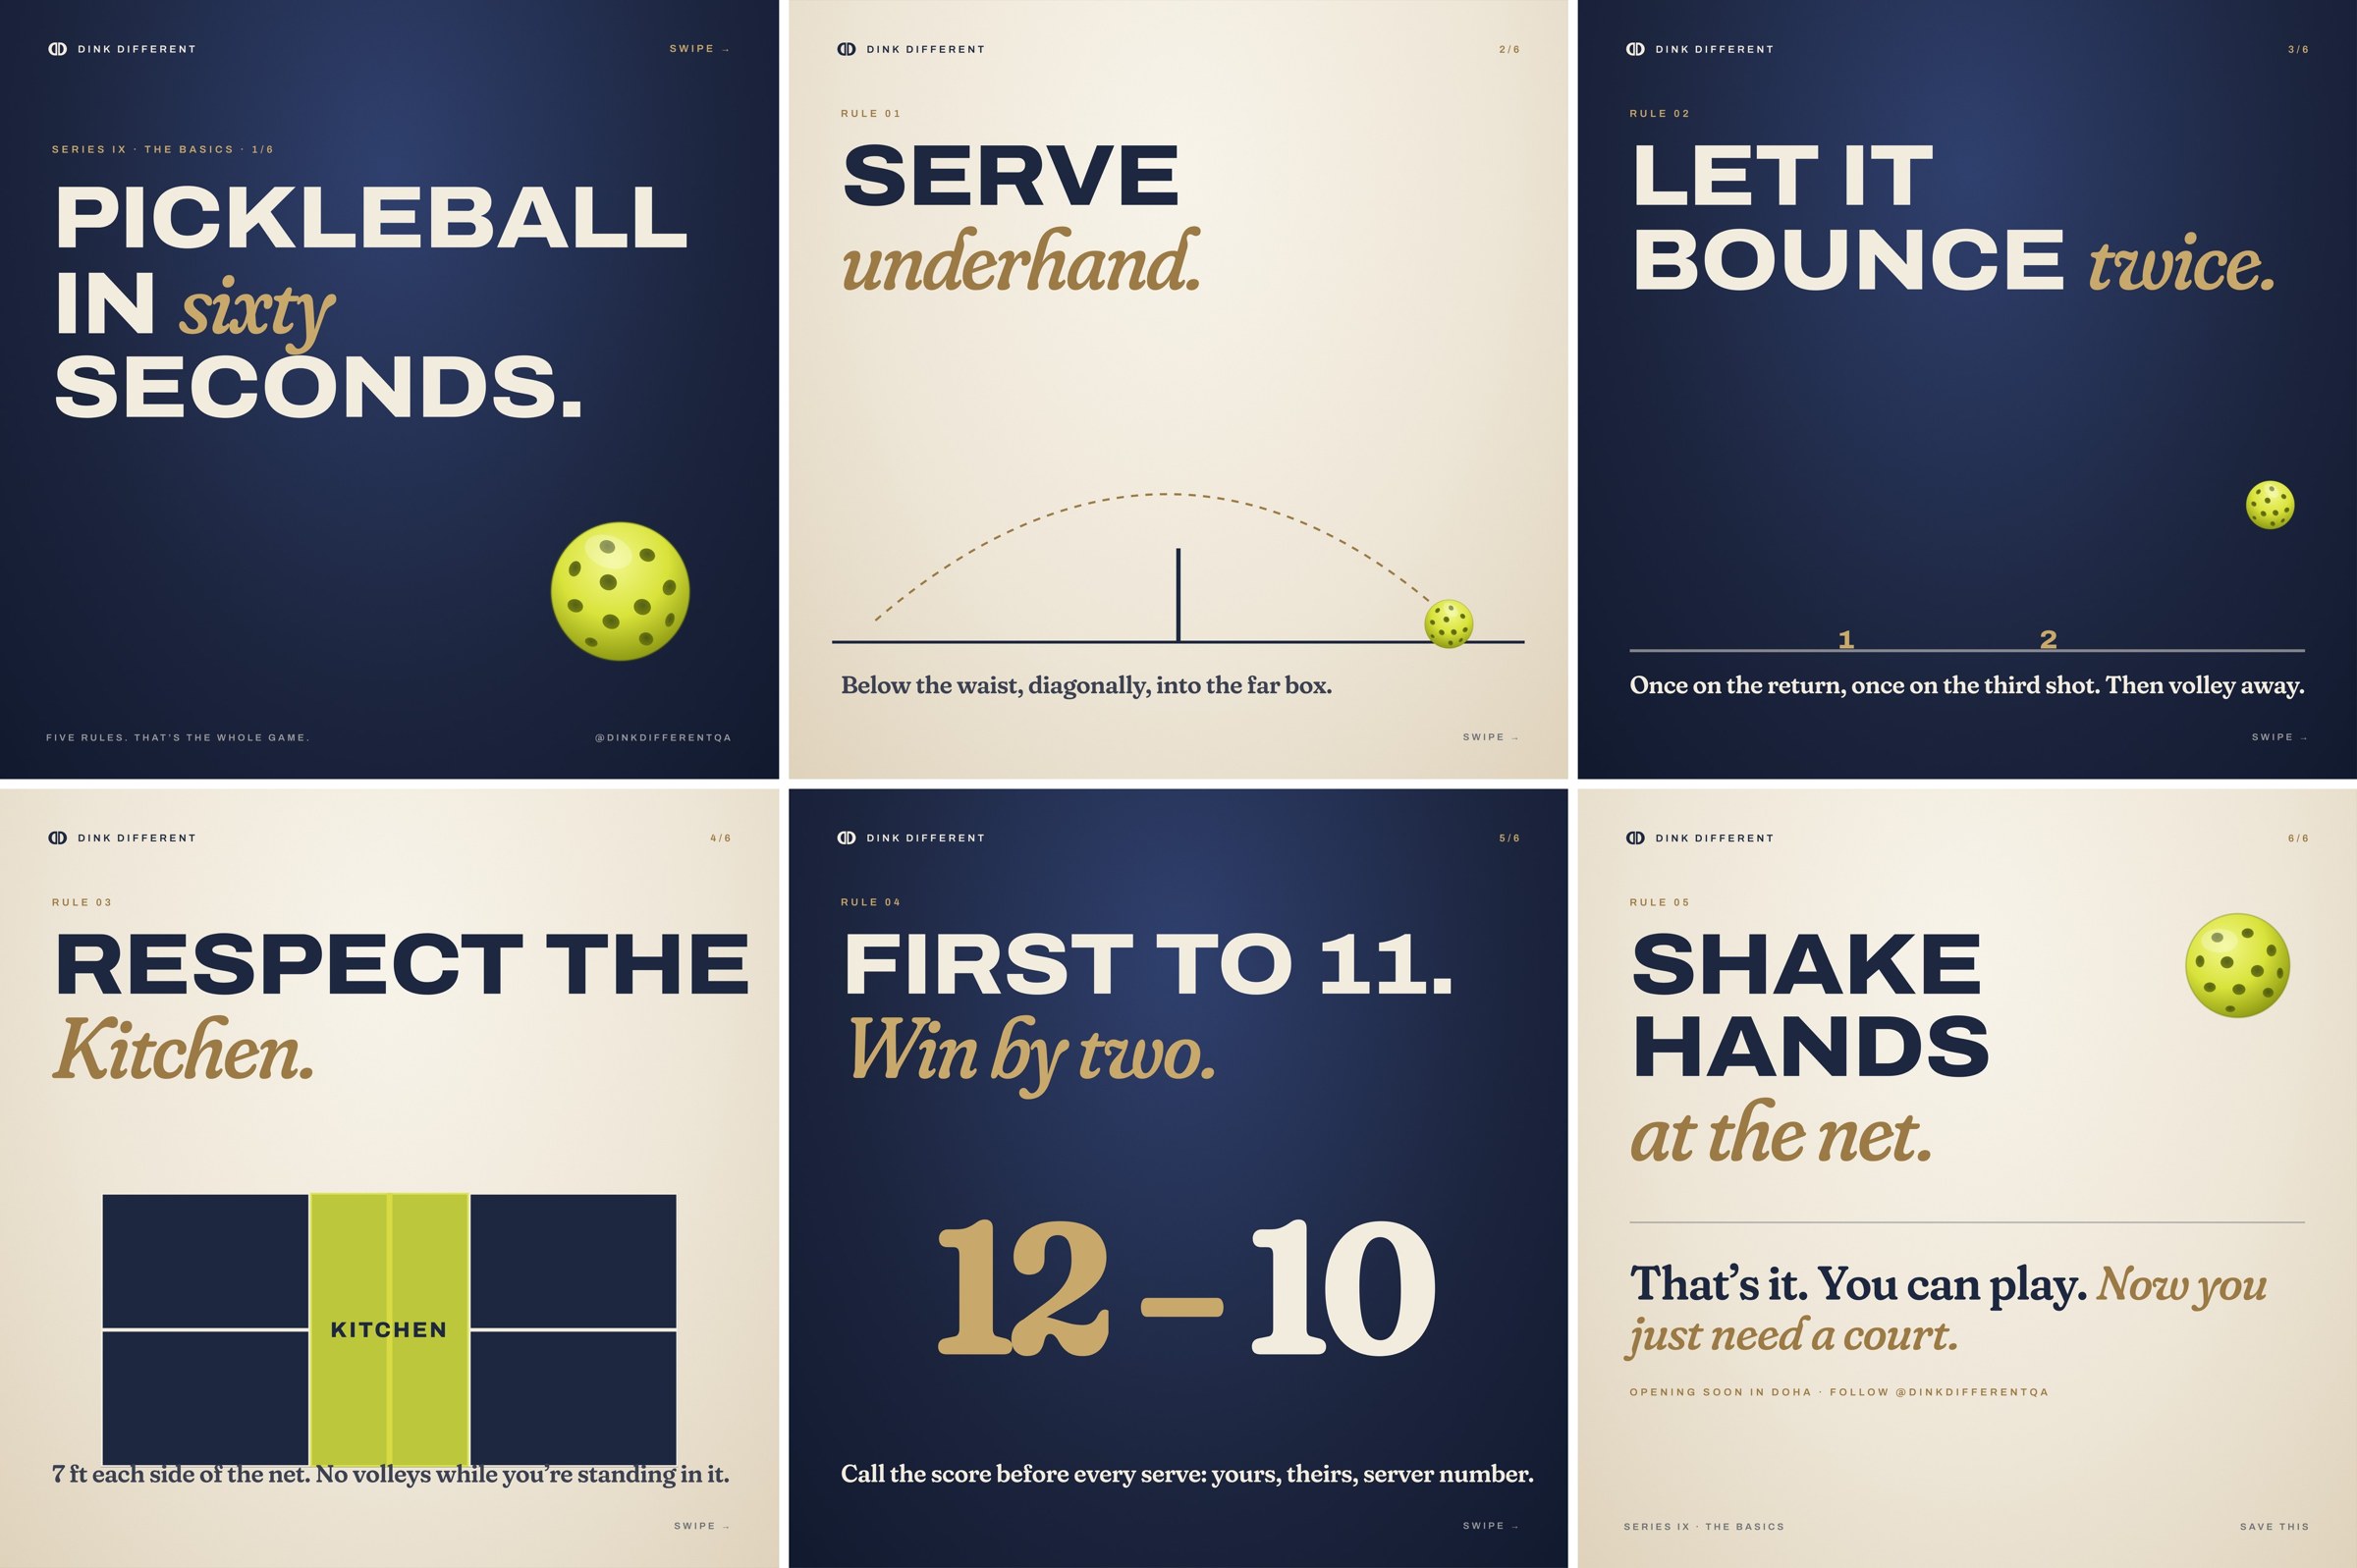 DINK DIFFERENT
SWIPE →
SERIES IX · THE BASICS · 1/6
PICKLEBALL
IN sixty
SECONDS.
FIVE RULES. THAT'S THE WHOLE GAME.
@DINKDIFFERENTQA
DINK DIFFERENT
2/6
RULE 01
SERVE
underhand.
Below the waist, diagonally, into the far box.
SWIPE →
DINK DIFFERENT
3/6
RULE 02
LET IT
BOUNCE twice.
1
2
Once on the return, once on the third shot. Then volley away.
SWIPE →
DINK DIFFERENT
4/6
RULE 03
RESPECT THE
Kitchen.
KITCHEN
7 ft each side of the net. No volleys while you’re standing in it.
SWIPE →
DINK DIFFERENT
5/6
RULE 04
FIRST TO 11.
Win by two.
12 – 10
Call the score before every serve: yours, theirs, server number.
SWIPE →
DINK DIFFERENT
6/6
RULE 05
SHAKE
HANDS
at the net.
That’s it. You can play. Now you
just need a court.
OPENING SOON IN DOHA · FOLLOW @DINKDIFFERENTQA
SERIES IX · THE BASICS
SAVE THIS